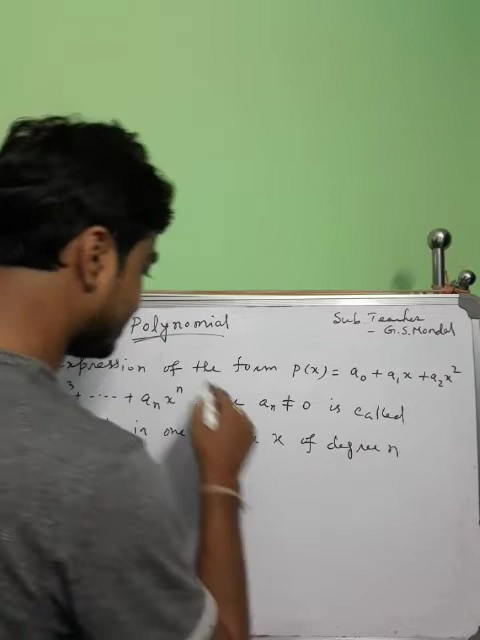 Polynomial
Sub. Teacher
- G.S. Mondal
expression of the form P(x) = a₀ + a₁x + a₂x²
³ + ..... + aₙxⁿ aₙ ≠ 0 is called
in one x of degree n